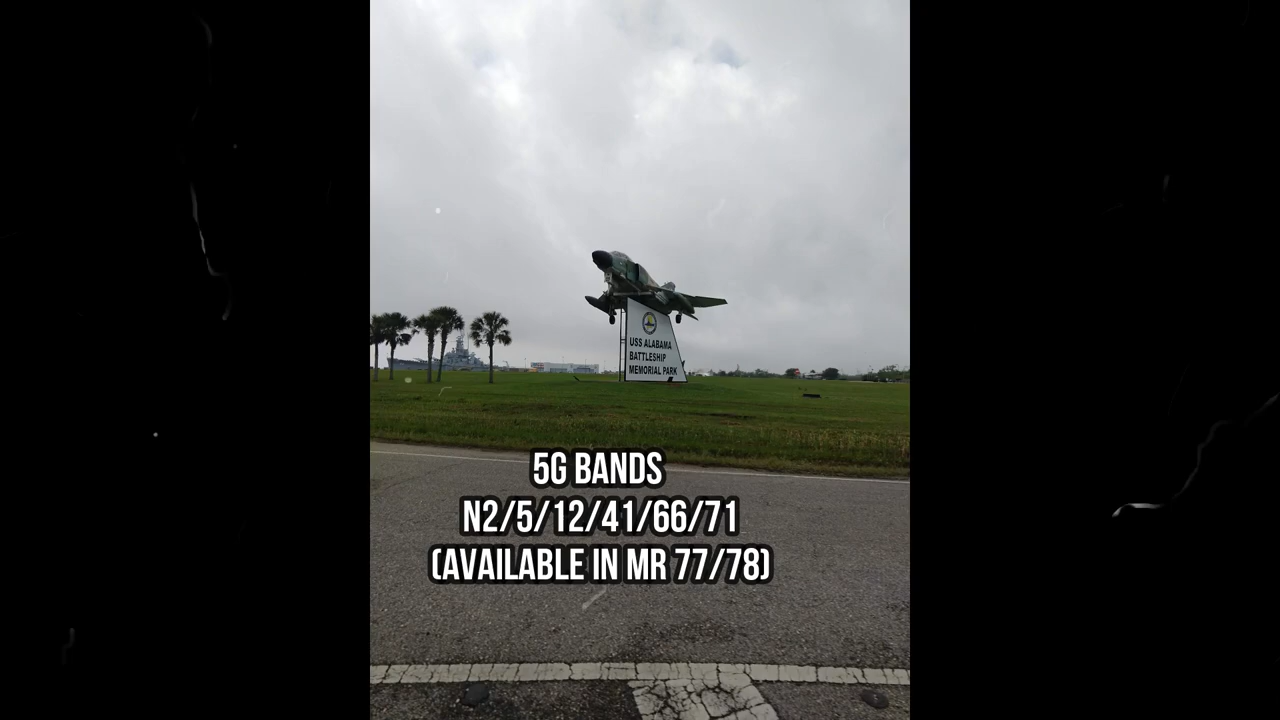 USS ALABAMA
BATTLESHIP
MEMORIAL PARK
5G BANDS
N2/5/12/41/66/71
(AVAILABLE IN MR 77/78)